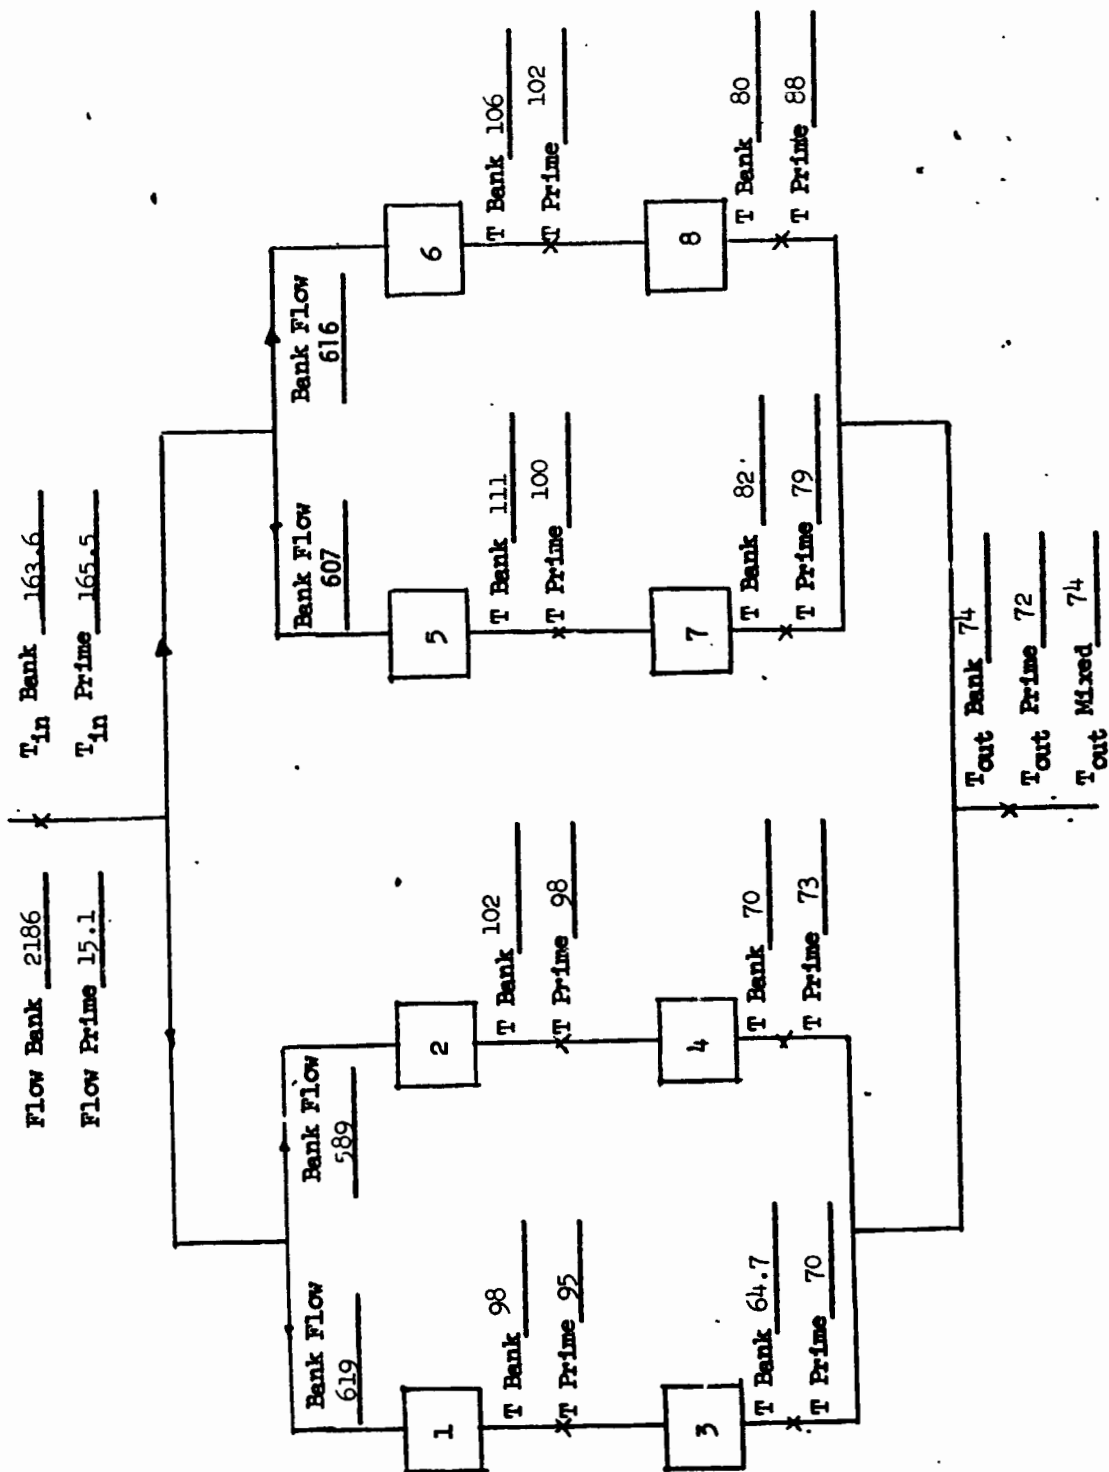 Flow Bank 2186
Flow Prime 15.1
T in Bank 163.6
T in Prime 165.5
Bank Flow
619
Bank Flow
589
Bank Flow
607
Bank Flow
616
1
2
5
6
T Bank 98
T Prime 95
T Bank 102
T Prime 98
T Bank 111
T Prime 100
T Bank 106
T Prime 102
3
4
7
8
T Bank 64.7
T Prime 70
T Bank 70
T Prime 73
T Bank 82
T Prime 79
T Bank 80
T Prime 88
T out Bank 74
T out Prime 72
T out Mixed 74